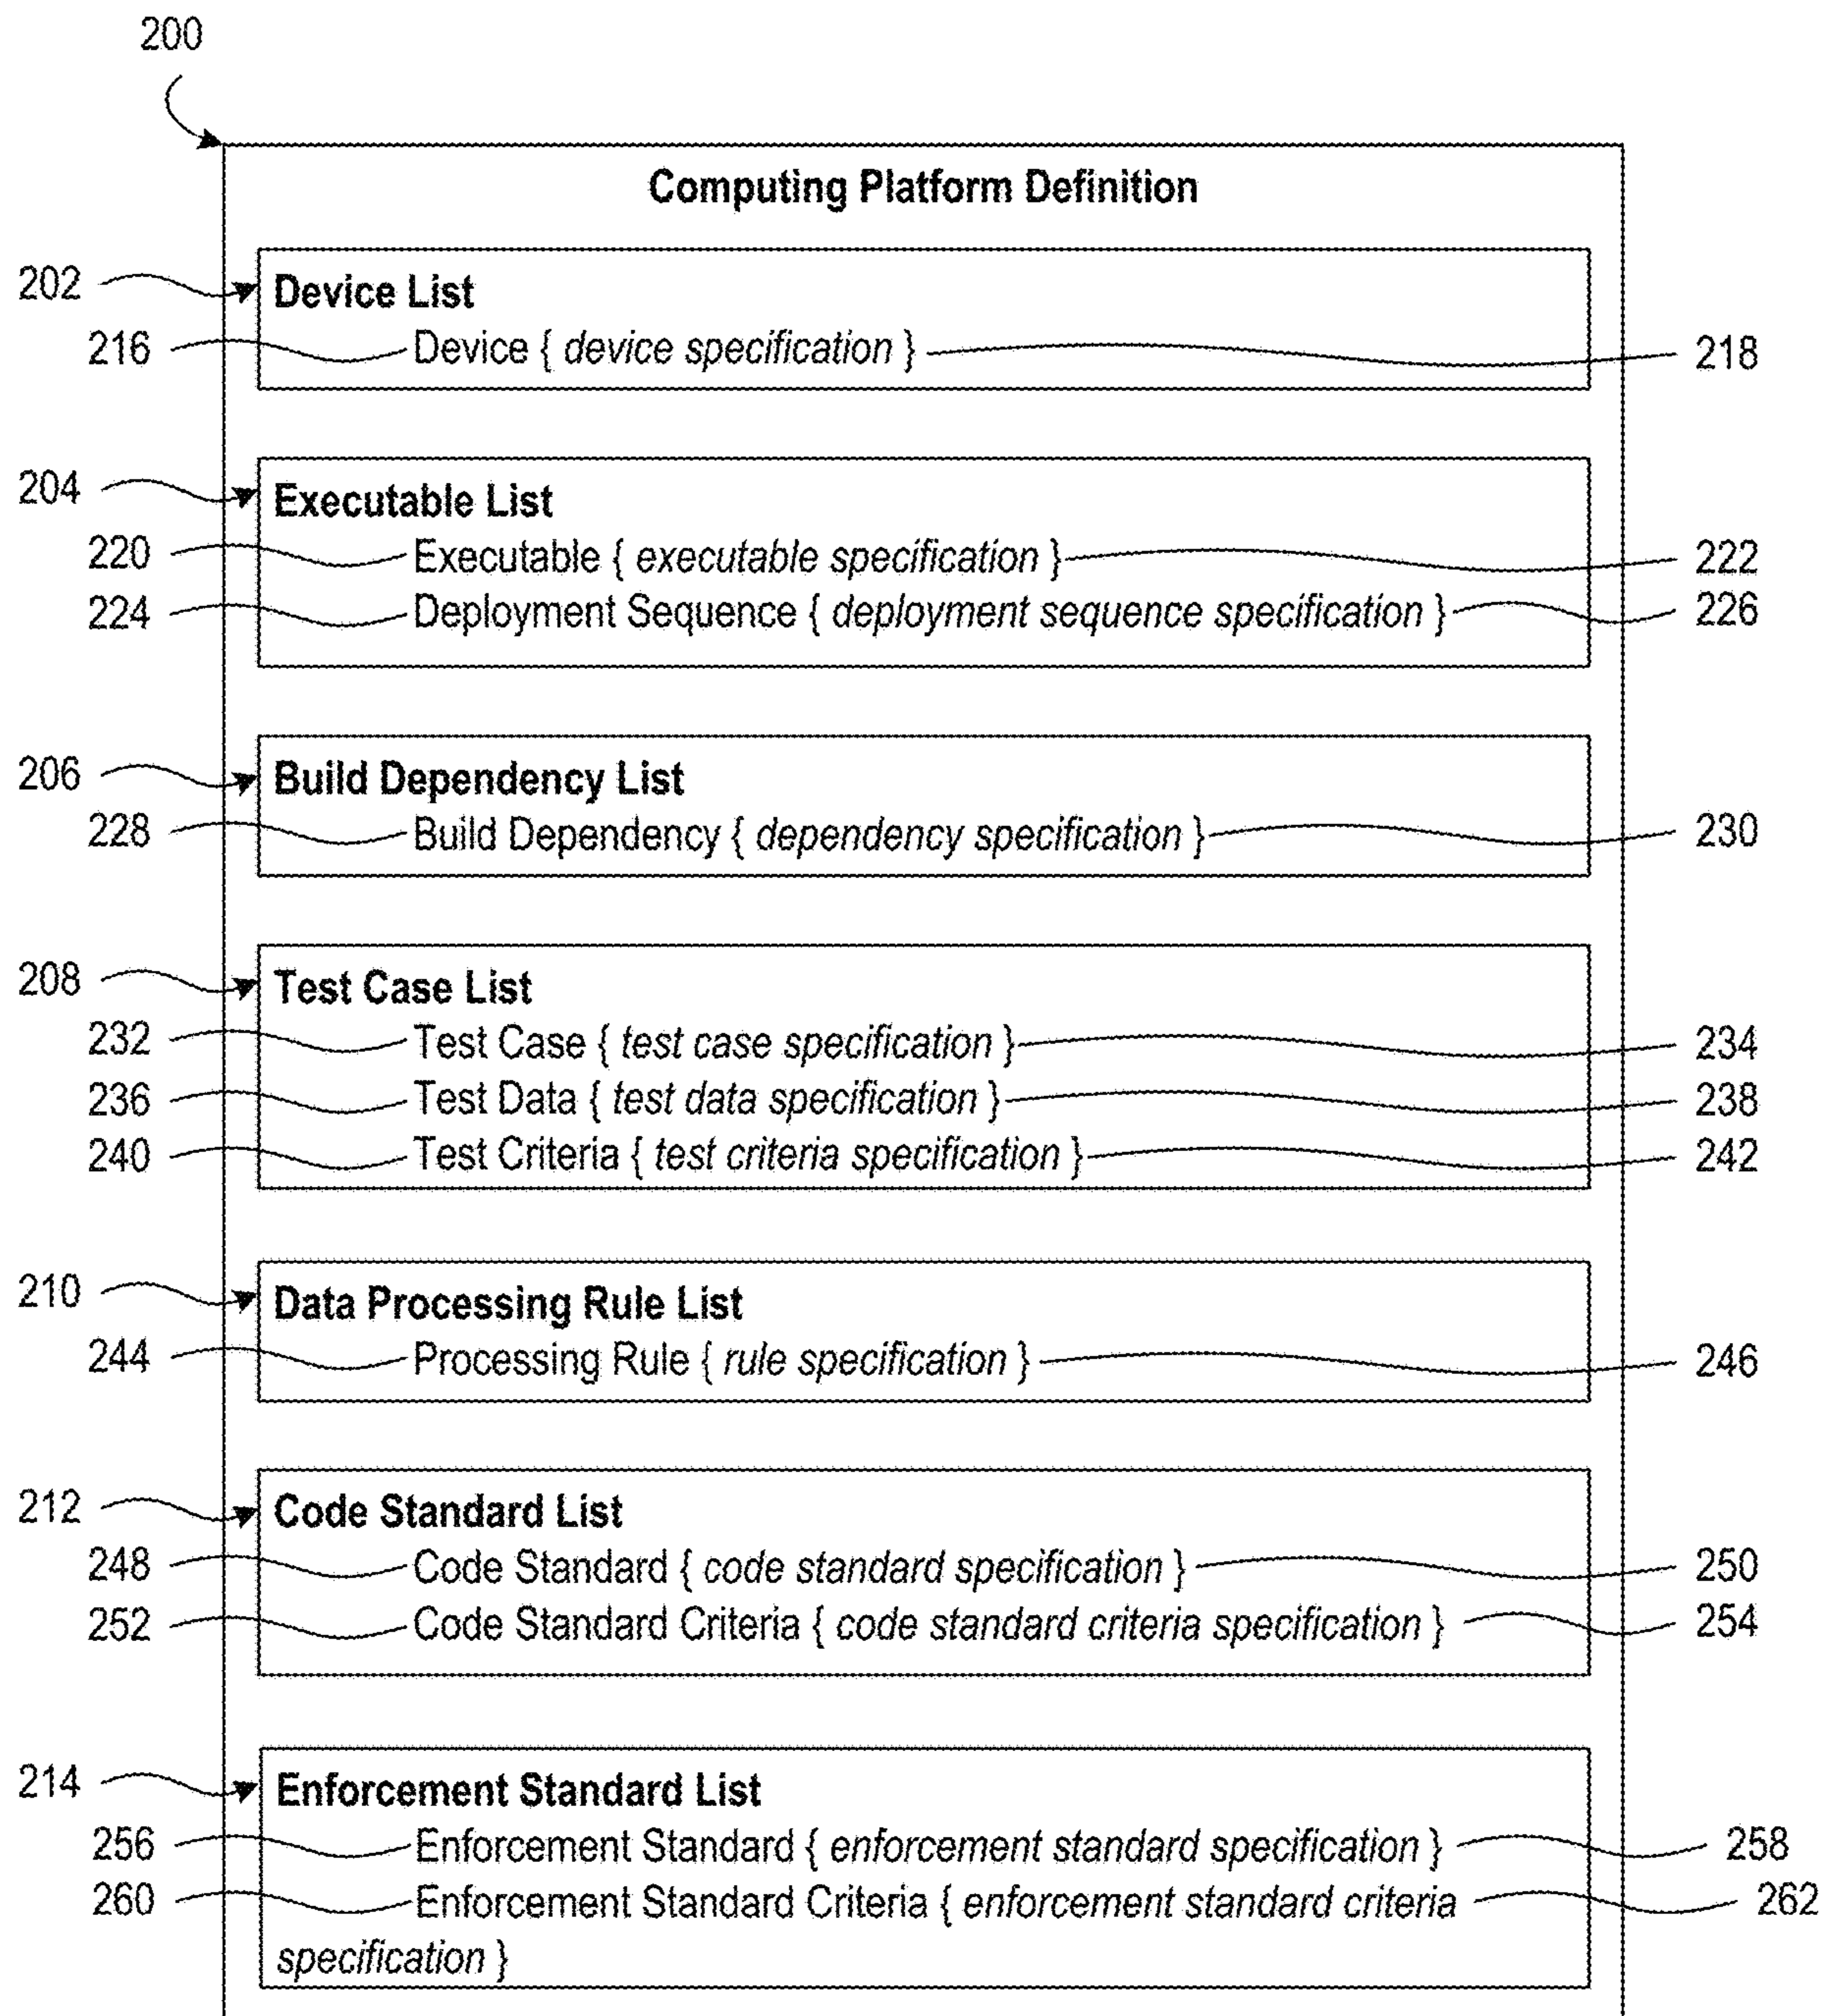 200
Computing Platform Definition
202 Device List
216 Device { device specification } 218
204 Executable List
220 Executable { executable specification } 222
224 Deployment Sequence { deployment sequence specification } 226
206 Build Dependency List
228 Build Dependency { dependency specification } 230
208 Test Case List
232 Test Case { test case specification } 234
236 Test Data { test data specification } 238
240 Test Criteria { test criteria specification } 242
210 Data Processing Rule List
244 Processing Rule { rule specification } 246
212 Code Standard List
248 Code Standard { code standard specification } 250
252 Code Standard Criteria { code standard criteria specification } 254
214 Enforcement Standard List
256 Enforcement Standard { enforcement standard specification } 258
260 Enforcement Standard Criteria { enforcement standard criteria 262
specification }